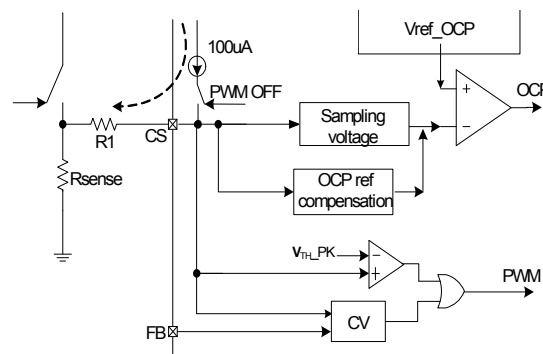 Vref_OCP
100uA
OCP
PWM OFF
CS
R1
Sampling
voltage
Rsense
OCP ref
compensation
VTH_PK
PWM
CV
FB